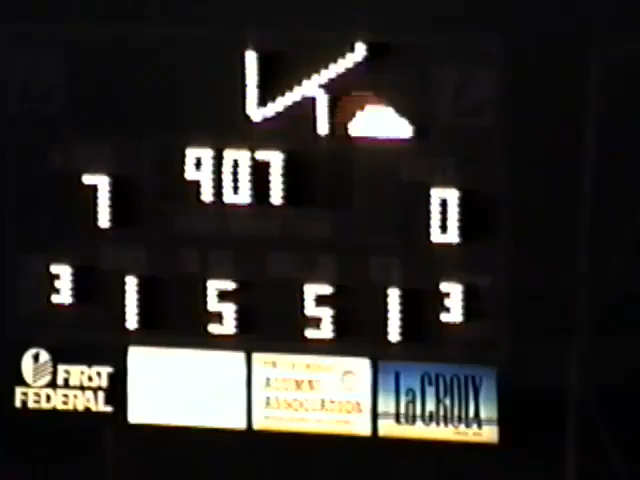 907
7 0
3 1 5 5 1 3
FIRST
FEDERAL
ALUMNI
ASSOCIATION
LaCROIX